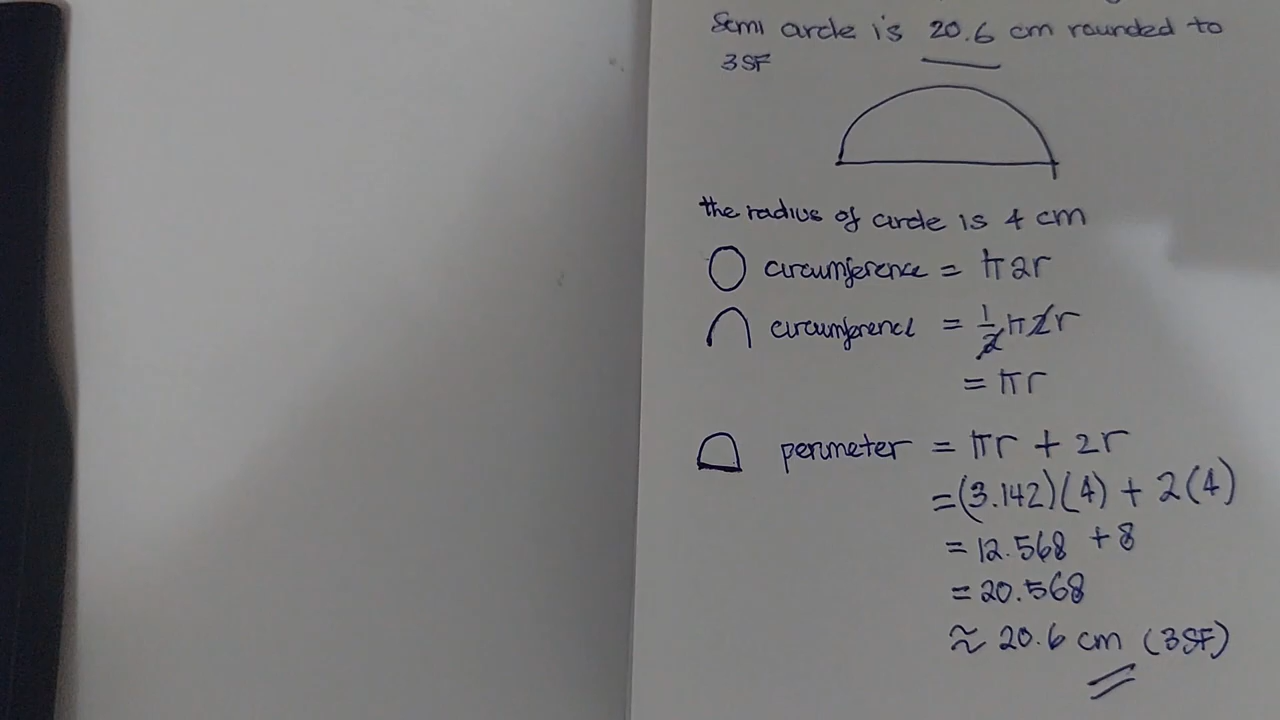 Semi circle is 20.6 cm rounded to
3SF
the radius of circle is 4 cm
circumference = π2r
circumference = 1/2 π2r
= πr
perimeter = πr + 2r
= (3.142)(4) + 2(4)
= 12.568 + 8
= 20.568
≈ 20.6 cm (3SF)